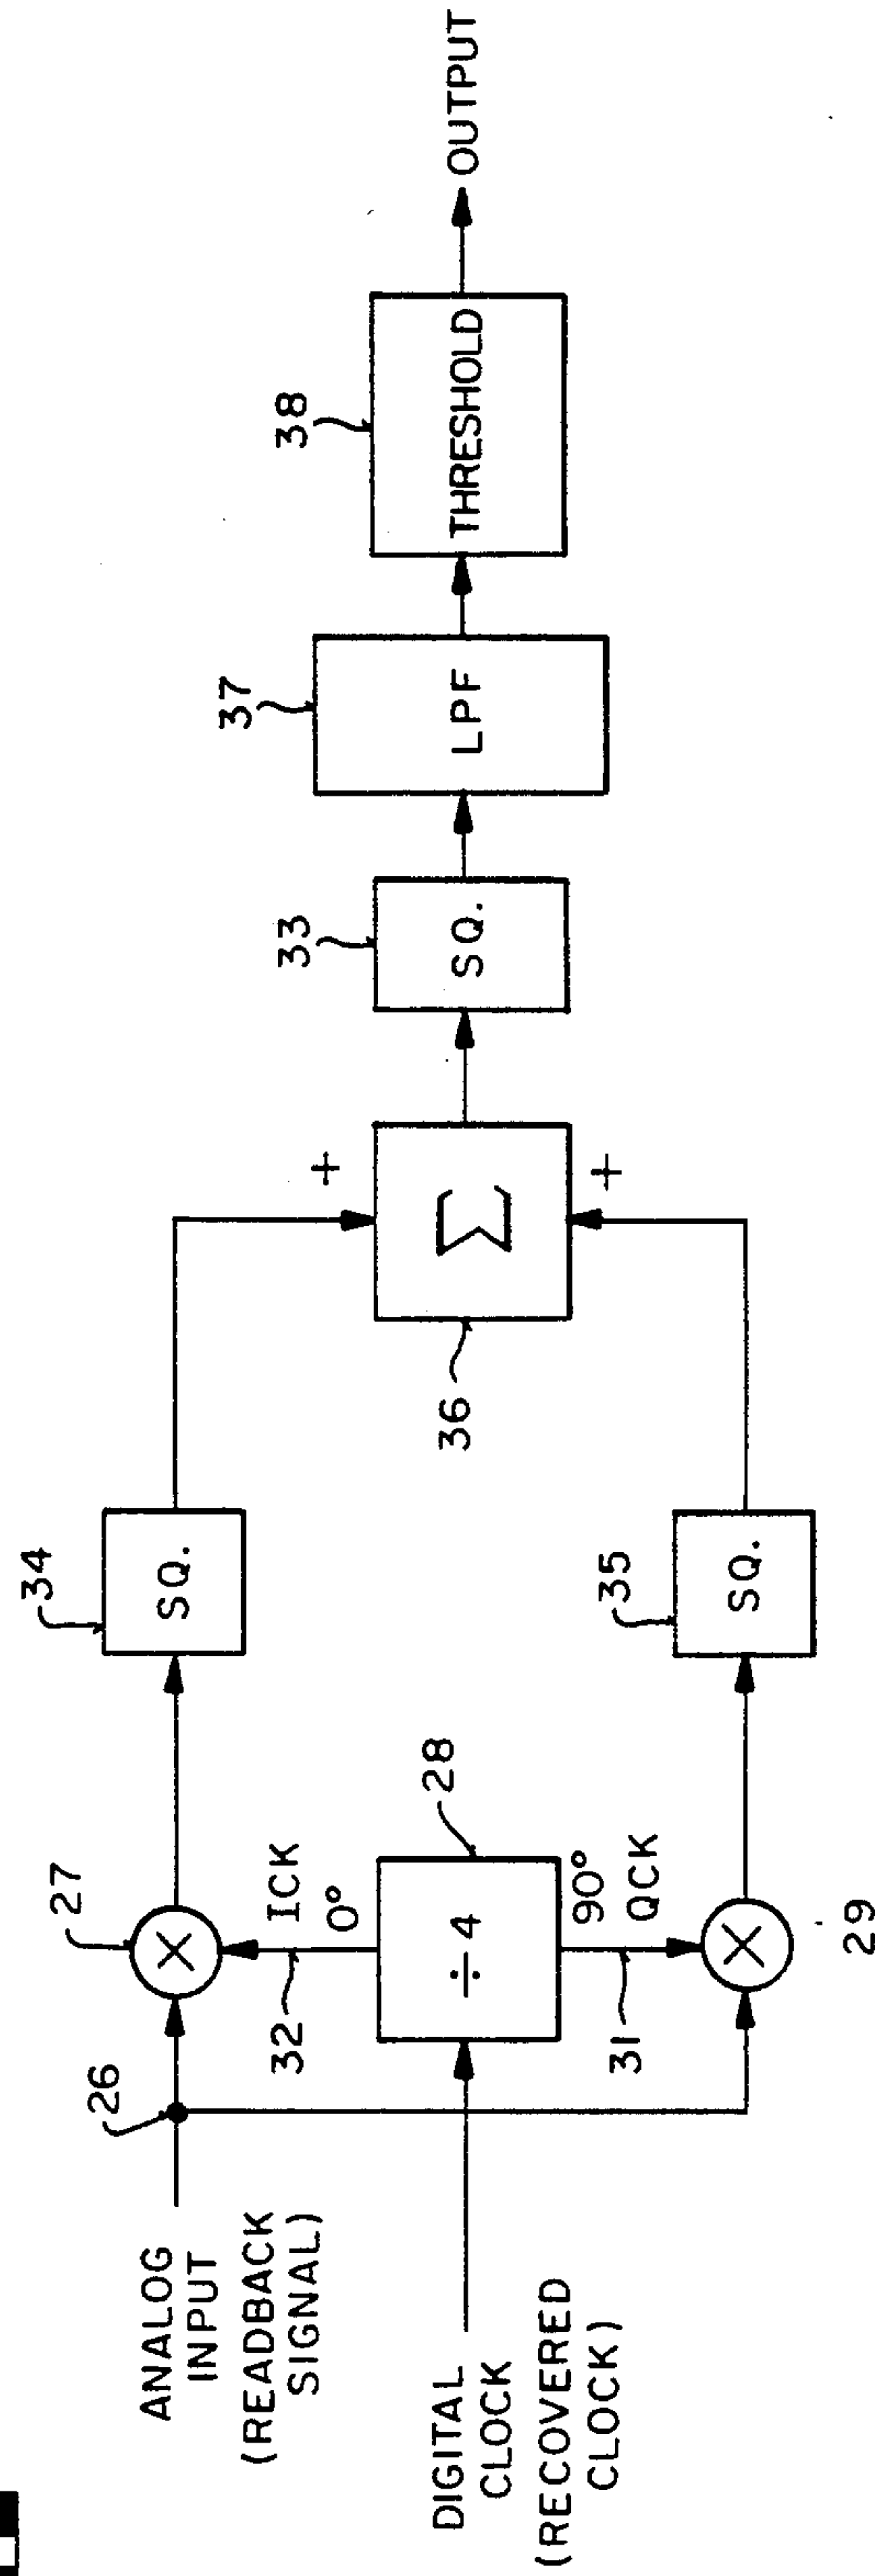 ANALOG
INPUT
(READBACK
SIGNAL)
26
27
34
SQ.
ICK
0°
32
DIGITAL
CLOCK
(RECOVERED
CLOCK)
÷4
28
90°
QCK
31
29
35
SQ.
+
Σ
+
36
33
SQ.
37
LPF
38
THRESHOLD
OUTPUT